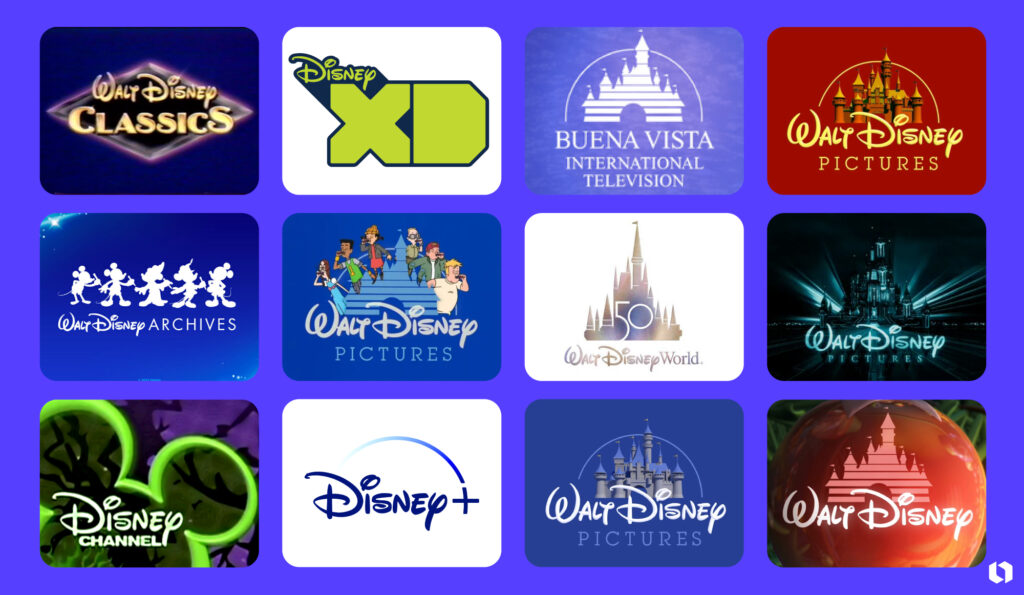 WALT DISNEY
CLASSICS
DISNEY
XD
BUENA VISTA
INTERNATIONAL
TELEVISION
WALT DISNEY
PICTURES
WALT DISNEY ARCHIVES
WALT DISNEY
PICTURES
50
WALT DISNEY World.
WALT DISNEY
PICTURES
DISNEY
CHANNEL
DISNEY+
WALT DISNEY
PICTURES
WALT DISNEY